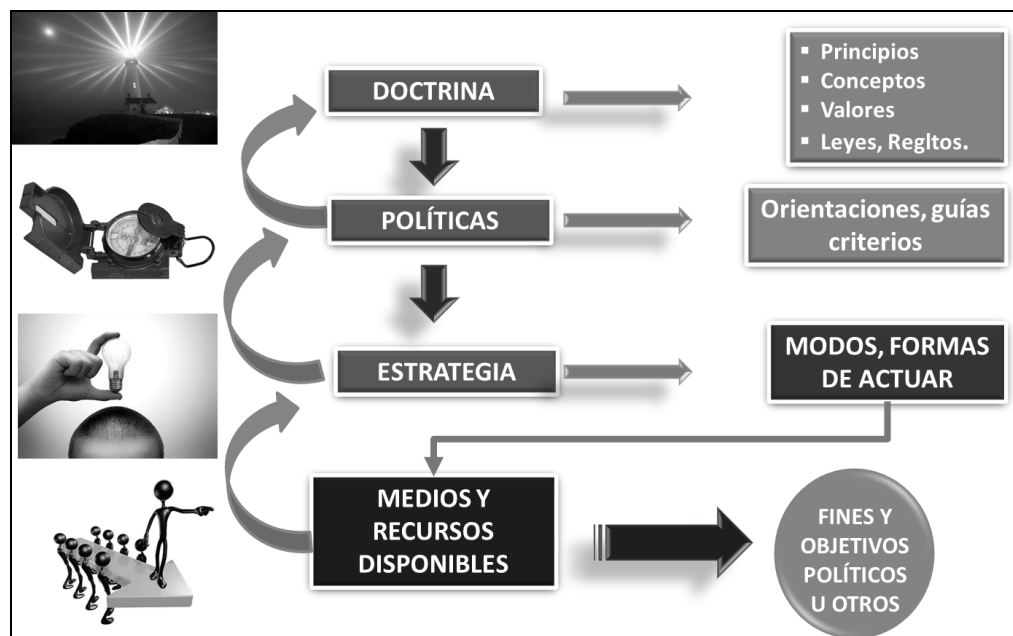 DOCTRINA
▪ Principios
▪ Conceptos
▪ Valores
▪ Leyes, Regltos.
POLÍTICAS
Orientaciones, guías
criterios
ESTRATEGIA
MODOS, FORMAS
DE ACTUAR
MEDIOS Y
RECURSOS
DISPONIBLES
FINES Y
OBJETIVOS
POLÍTICOS
U OTROS